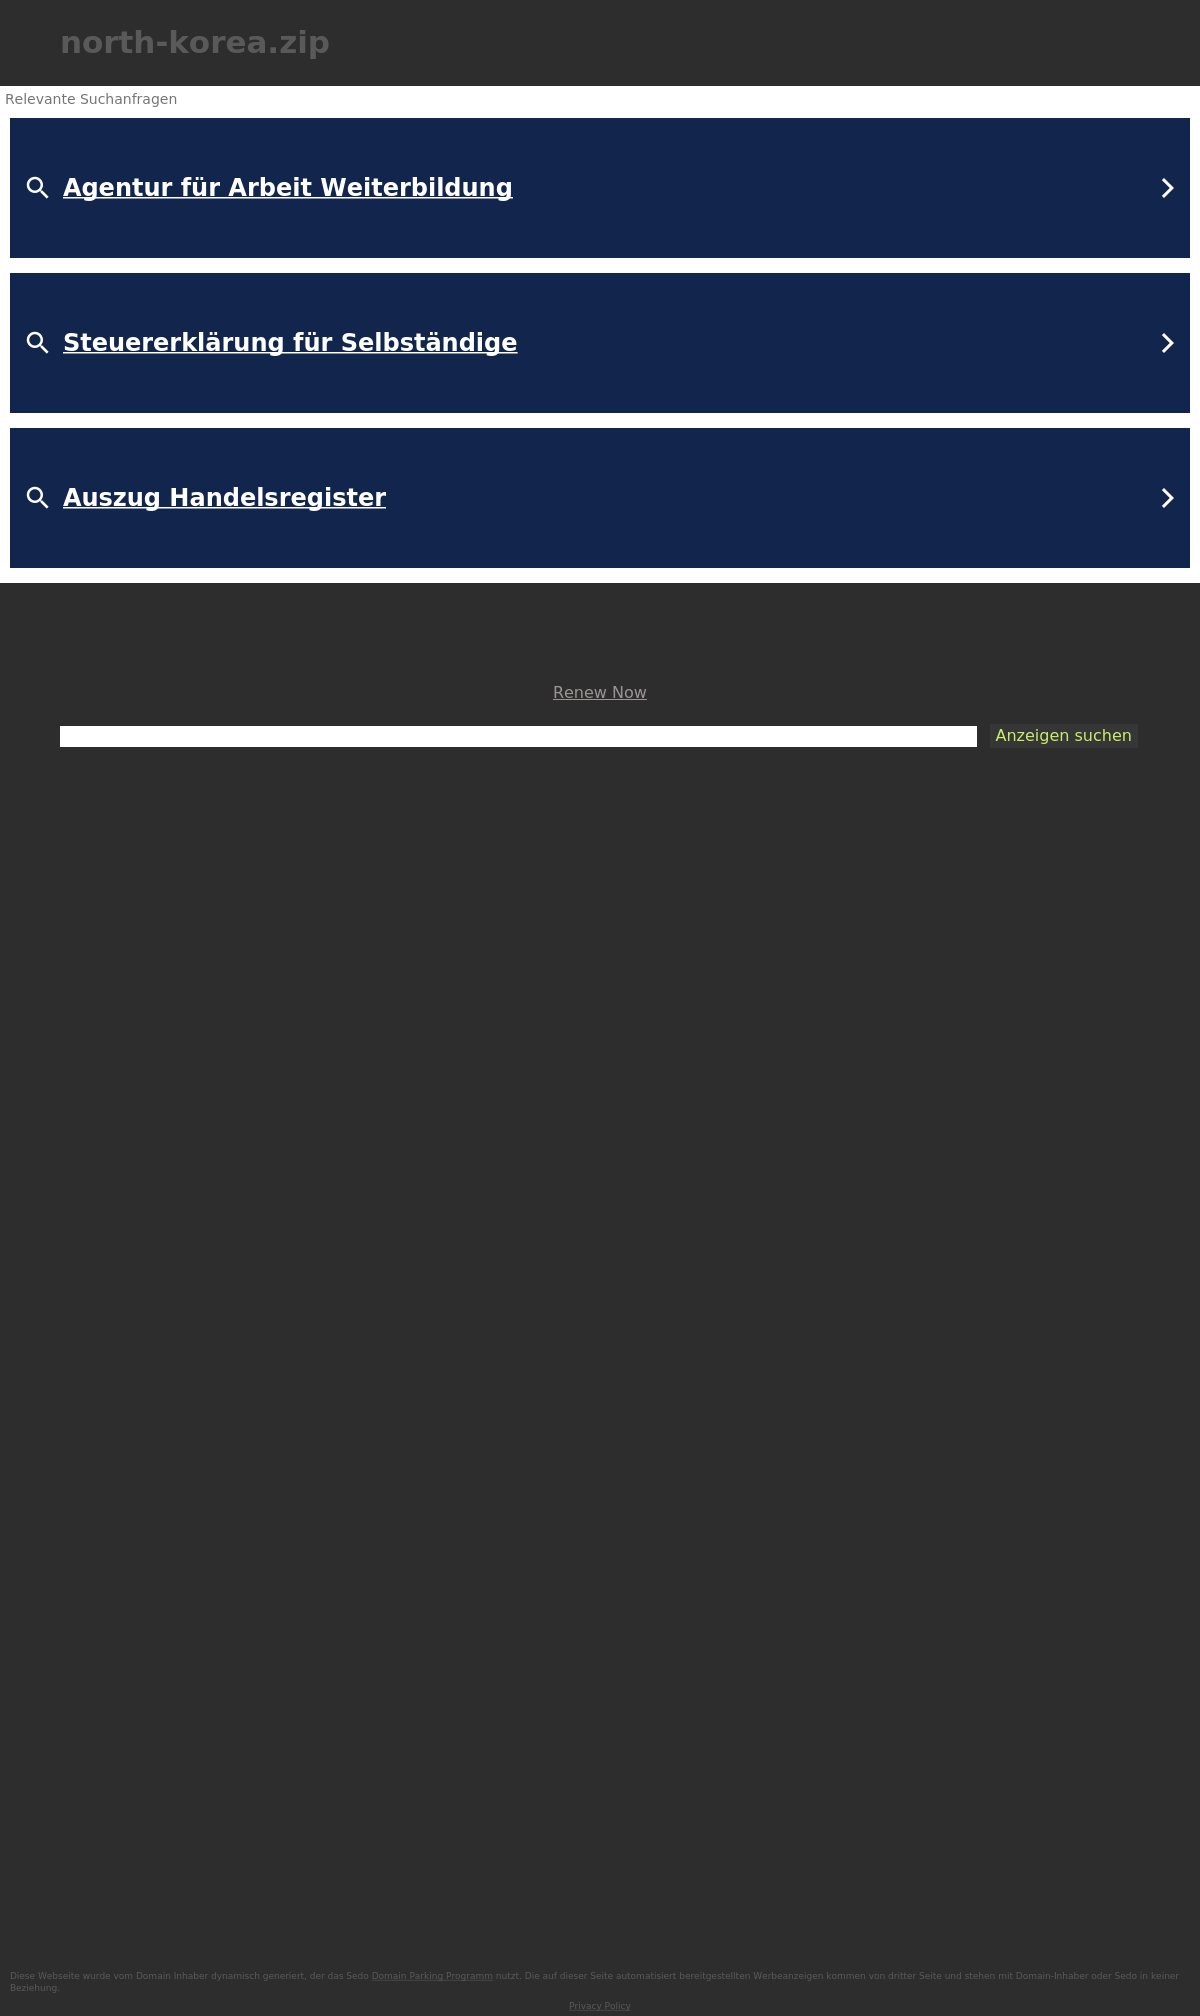 north-korea.zip
Relevante Suchanfragen
Agentur für Arbeit Weiterbildung
Steuererklärung für Selbständige
Auszug Handelsregister
Renew Now
Anzeigen suchen
Diese Webseite wurde vom Domain Inhaber dynamisch generiert, der das Sedo Domain Parking Programm nutzt. Die auf dieser Seite automatisiert bereitgestellten Werbeanzeigen kommen von dritter Seite und stehen mit Domain-Inhaber oder Sedo in keiner
Beziehung.
Privacy Policy